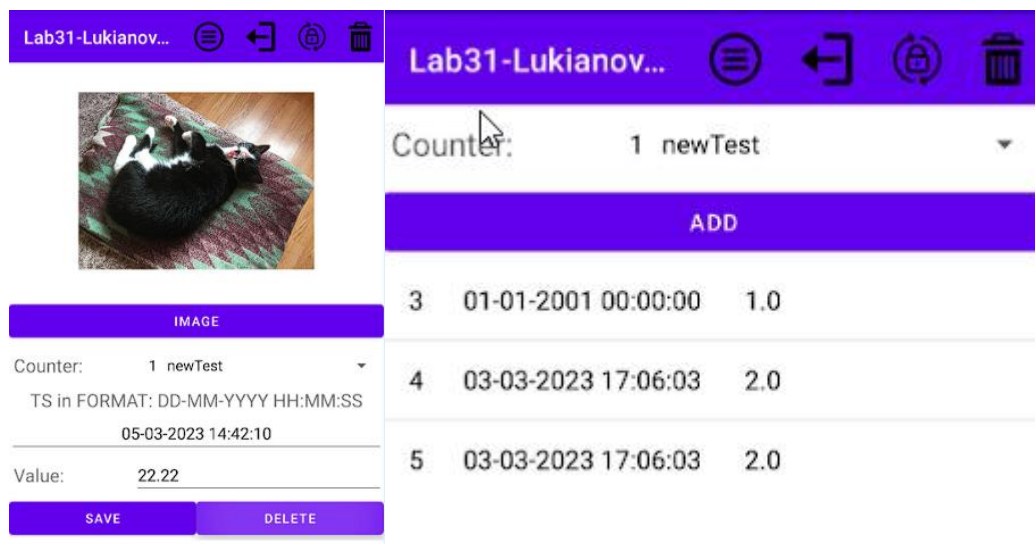 Lab31-Lukianov...
IMAGE
Counter: 1 newTest
TS in FORMAT: DD-MM-YYYY HH:MM:SS
05-03-2023 14:42:10
Value: 22.22
SAVE DELETE
Lab31-Lukianov...
Counter: 1 newTest
ADD
3 01-01-2001 00:00:00 1.0
4 03-03-2023 17:06:03 2.0
5 03-03-2023 17:06:03 2.0